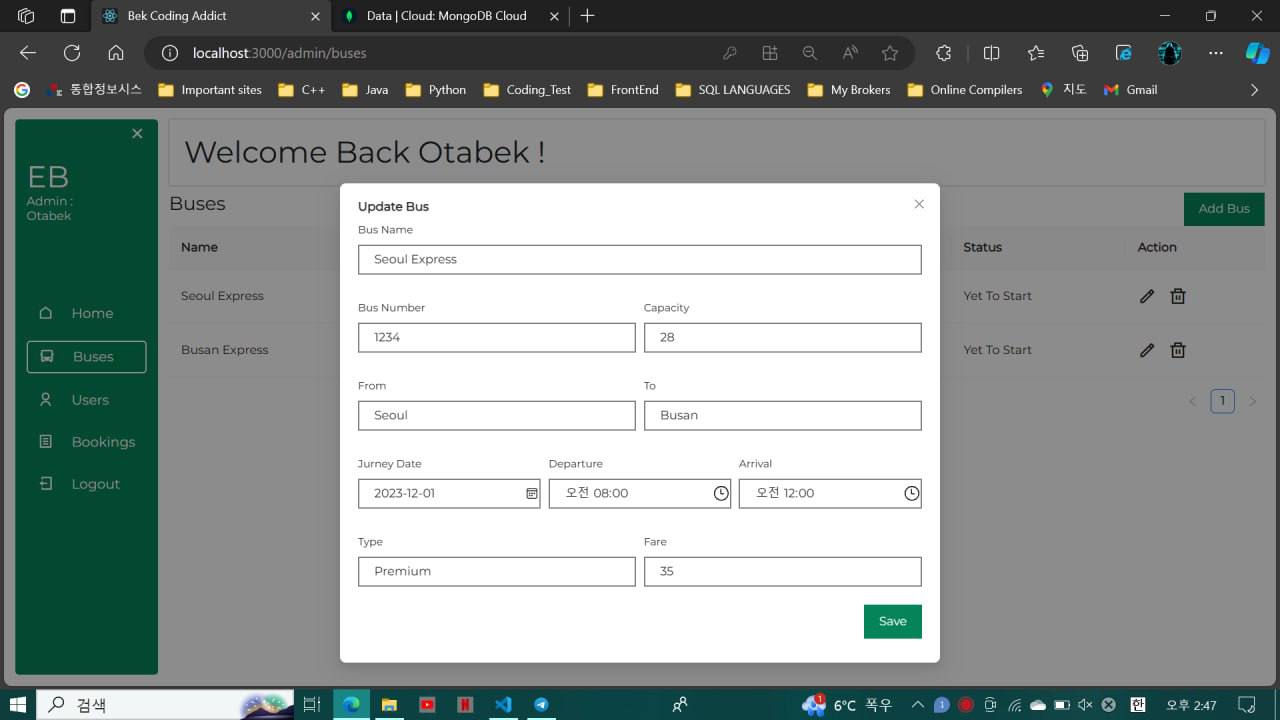 Bek Coding Addict
Data | Cloud: MongoDB Cloud
localhost:3000/admin/buses
통합정보시스
Important sites
C++
Java
Python
Coding_Test
FrontEnd
SQL LANGUAGES
My Brokers
Online Compilers
지도
Gmail
EB
Admin :
Otabek
Home
Buses
Users
Bookings
Logout
Welcome Back Otabek !
Buses
Add Bus
Name
Status
Action
Seoul Express
Yet To Start
Busan Express
Yet To Start
1
Update Bus
Bus Name
Seoul Express
Bus Number
Capacity
1234
28
From
To
Seoul
Busan
Jurney Date
Departure
Arrival
2023-12-01
오전 08:00
오전 12:00
Type
Fare
Premium
35
Save
검색
1
6°C 폭우
1
한
오후 2:47